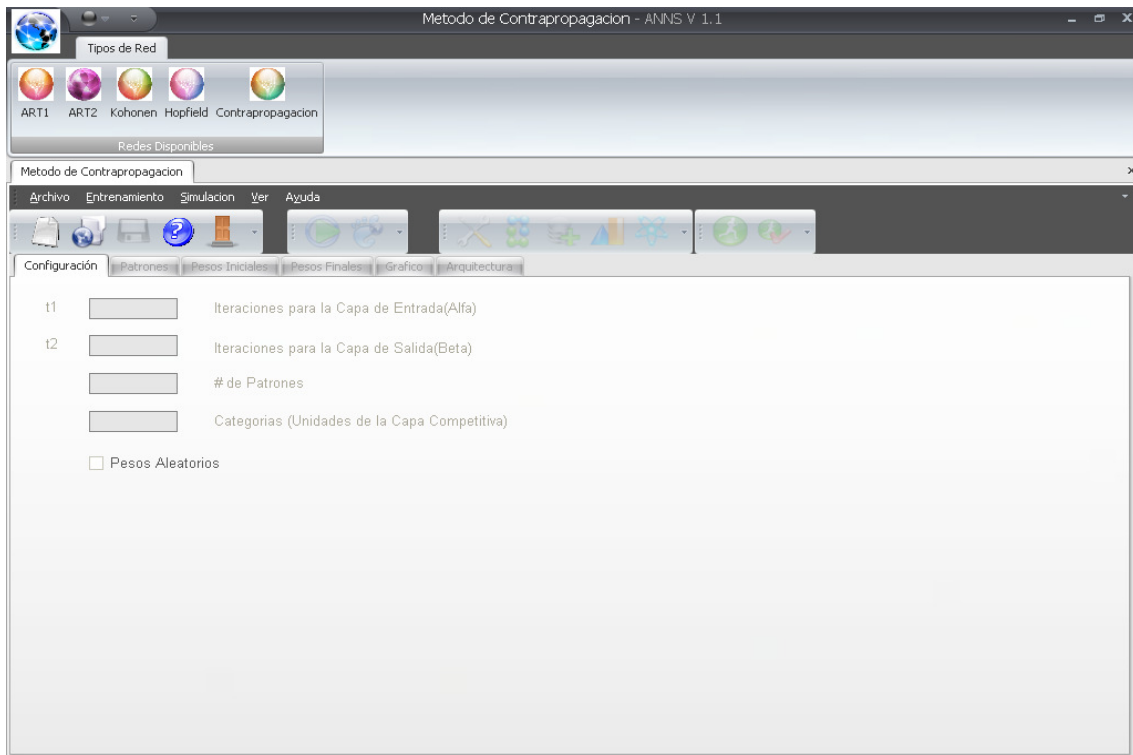 Metodo de Contrapropagacion - ANNS V 1.1
Tipos de Red
ART1 ART2 Kohonen Hopfield Contrapropagacion
Redes Disponibles
Metodo de Contrapropagacion
Archivo Entrenamiento Simulacion Ver Ayuda
Configuración Patrones Pesos Iniciales Pesos Finales Grafico Arquitectura
t1 Iteraciones para la Capa de Entrada(Alfa)
t2 Iteraciones para la Capa de Salida(Beta)
# de Patrones
Categorias (Unidades de la Capa Competitiva)
Pesos Aleatorios